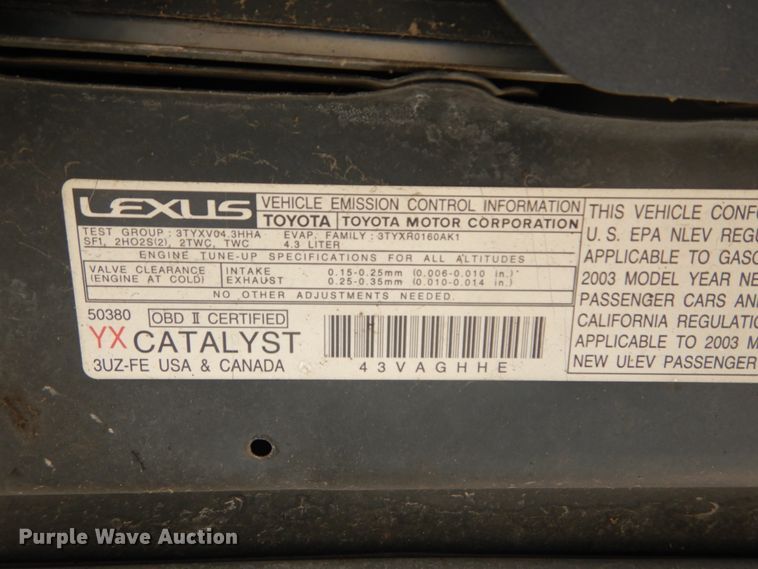 LEXUS VEHICLE EMISSION CONTROL INFORMATION
TOYOTA TOYOTA MOTOR CORPORATION
TEST GROUP : 3TYXV04.3HHA EVAP. FAMILY : 3TYXR0160AK1
SF1, 2HO2S(2), 2TWC, TWC 4.3 LITER
ENGINE TUNE-UP SPECIFICATIONS FOR ALL ALTITUDES
VALVE CLEARANCE INTAKE 0.15-0.25mm (0.006-0.010 in.)
(ENGINE AT COLD) EXHAUST 0.25-0.35mm (0.010-0.014 in.)
NO OTHER ADJUSTMENTS NEEDED.
50380 OBD II CERTIFIED
YX CATALYST
3UZ-FE USA & CANADA
43VAGHHE
THIS VEHICLE CONF
U.S. EPA NLEV REGU
APPLICABLE TO GASO
2003 MODEL YEAR NE
PASSENGER CARS AN
CALIFORNIA REGULATI
APPLICABLE TO 2003 M
NEW ULEV PASSENGER
Purple Wave Auction